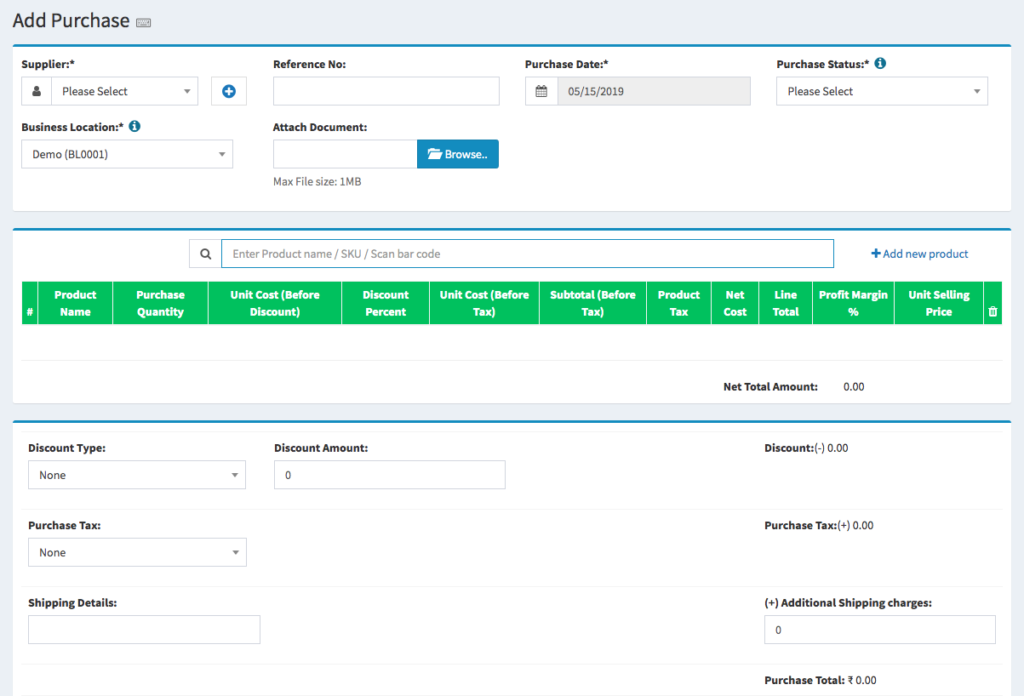 Add Purchase
Supplier:* Reference No: Purchase Date:* Purchase Status:*
Please Select 05/15/2019 Please Select
Business Location:* Attach Document:
Demo (BL0001) Browse..
Max File size: 1MB
Enter Product name / SKU / Scan bar code Add new product
Product Purchase Unit Cost (Before Discount Unit Cost (Before Subtotal (Before Product Net Line Profit Margin Unit Selling
# Name Quantity Discount) Percent Tax) Tax) Tax Cost Total % Price
Net Total Amount: 0.00
Discount Type: Discount Amount: Discount:(-) 0.00
None 0
Purchase Tax: Purchase Tax:(+) 0.00
None
Shipping Details: (+) Additional Shipping charges:
0
Purchase Total: ₹ 0.00